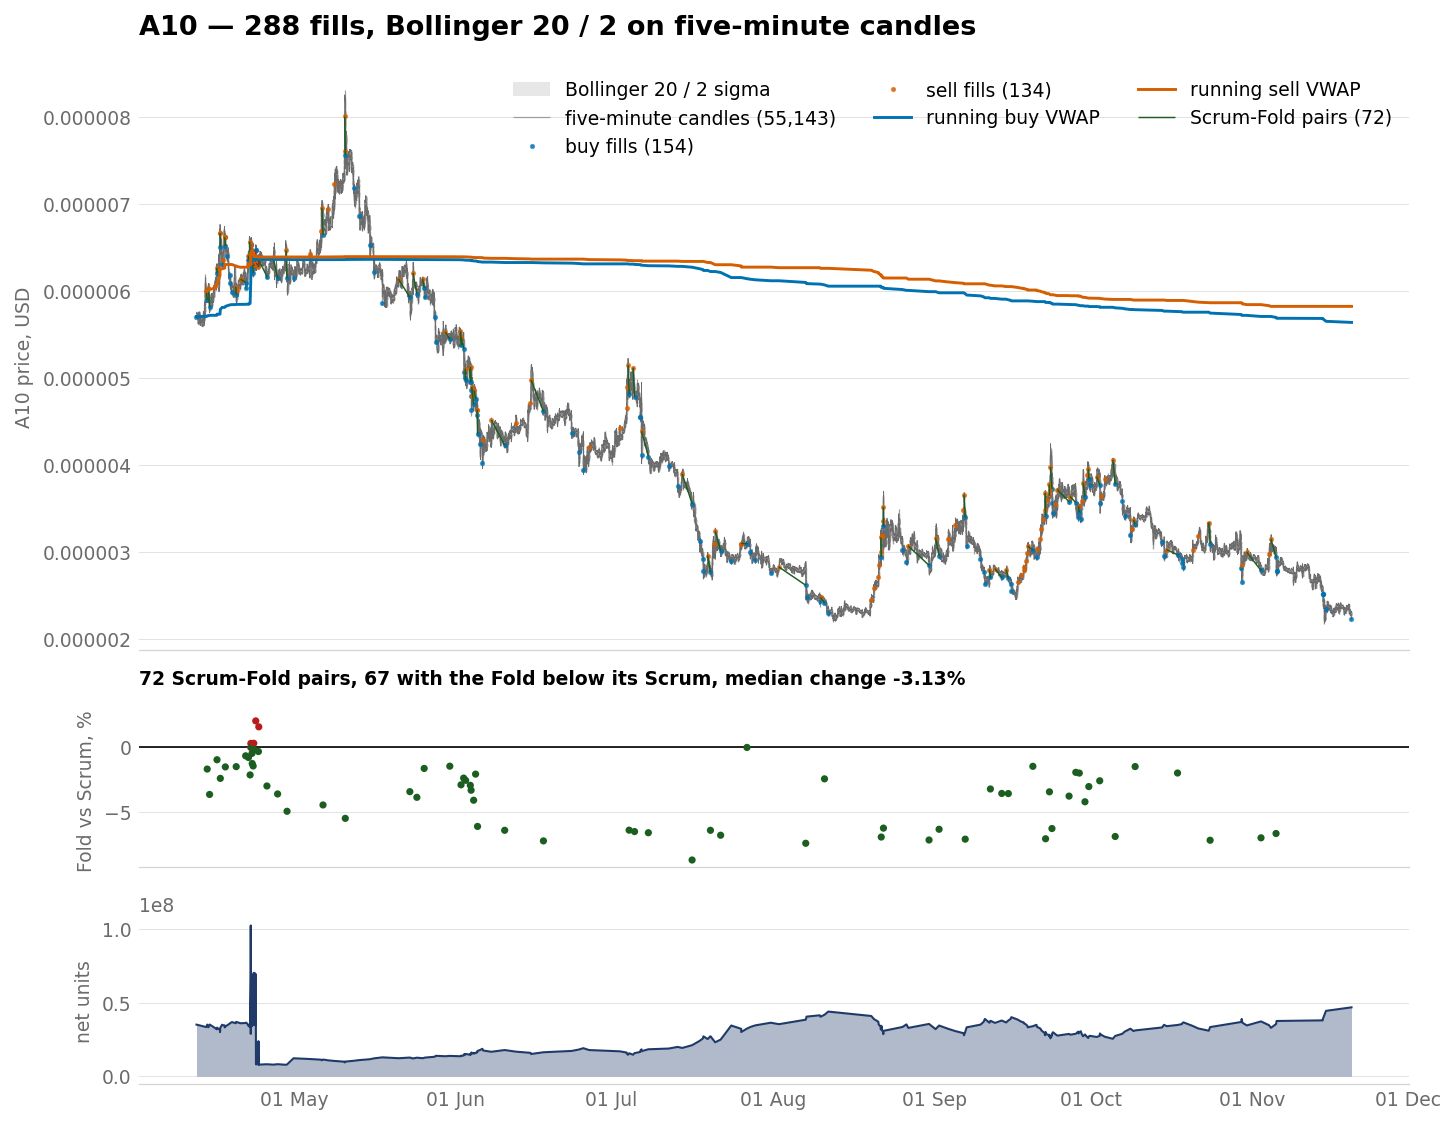 A10 — 288 fills, Bollinger 20 / 2 on five-minute candles
Bollinger 20 / 2 sigma
five-minute candles (55,143)
buy fills (154)
sell fills (134)
running buy VWAP
running sell VWAP
Scrum-Fold pairs (72)
A10 price, USD
0.000008
0.000007
0.000006
0.000005
0.000004
0.000003
0.000002
72 Scrum-Fold pairs, 67 with the Fold below its Scrum, median change -3.13%
Fold vs Scrum, %
0
−5
1e8
net units
1.0
0.5
0.0
01 May
01 Jun
01 Jul
01 Aug
01 Sep
01 Oct
01 Nov
01 Dec